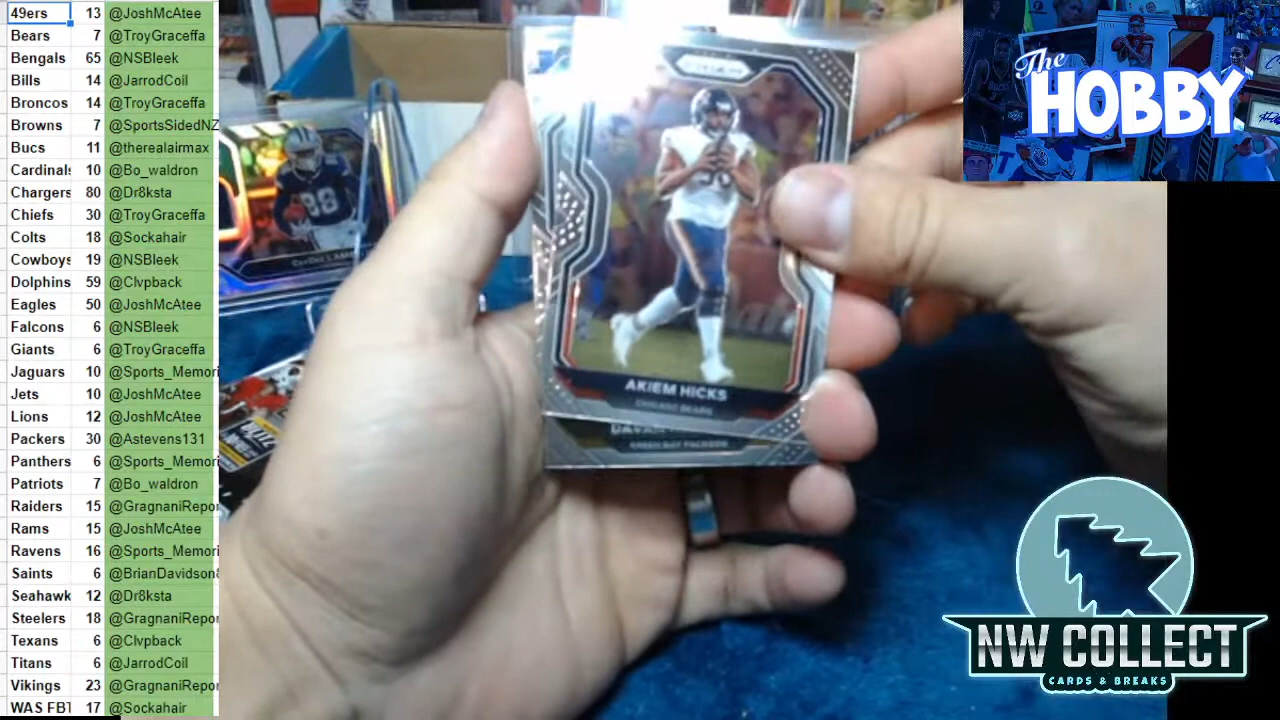 49ers 13 @JoshMcAtee
Bears 7 @TroyGraceffa
Bengals 65 @NSBleek
Bills 14 @JarrodCoil
Broncos 14 @TroyGraceffa
Browns 7 @SportsSidedNZ
Bucs 11 @therealairmax
Cardinals 10 @Bo_waldron
Chargers 80 @Dr8ksta
Chiefs 30 @TroyGraceffa
Colts 18 @Sockahair
Cowboys 19 @NSBleek
Dolphins 59 @Clvpback
Eagles 50 @JoshMcAtee
Falcons 6 @NSBleek
Giants 6 @TroyGraceffa
Jaguars 10 @Sports_Memori
Jets 10 @JoshMcAtee
Lions 12 @JoshMcAtee
Packers 30 @Astevens131
Panthers 6 @Sports_Memori
Patriots 7 @Bo_waldron
Raiders 15 @GragnaniRepor
Rams 15 @JoshMcAtee
Ravens 16 @Sports_Memori
Saints 6 @BrianDavidson
Seahawk 12 @Dr8ksta
Steelers 18 @GragnaniRepor
Texans 6 @Clvpback
Titans 6 @JarrodCoil
Vikings 23 @GragnaniRepor
WAS FBT 17 @Sockahair
The
HOBBY
88
PRIZM
AKIEM HICKS
CHICAGO BEARS
GREEN BAY PACKERS
NW COLLECT
CARDS & BREAKS